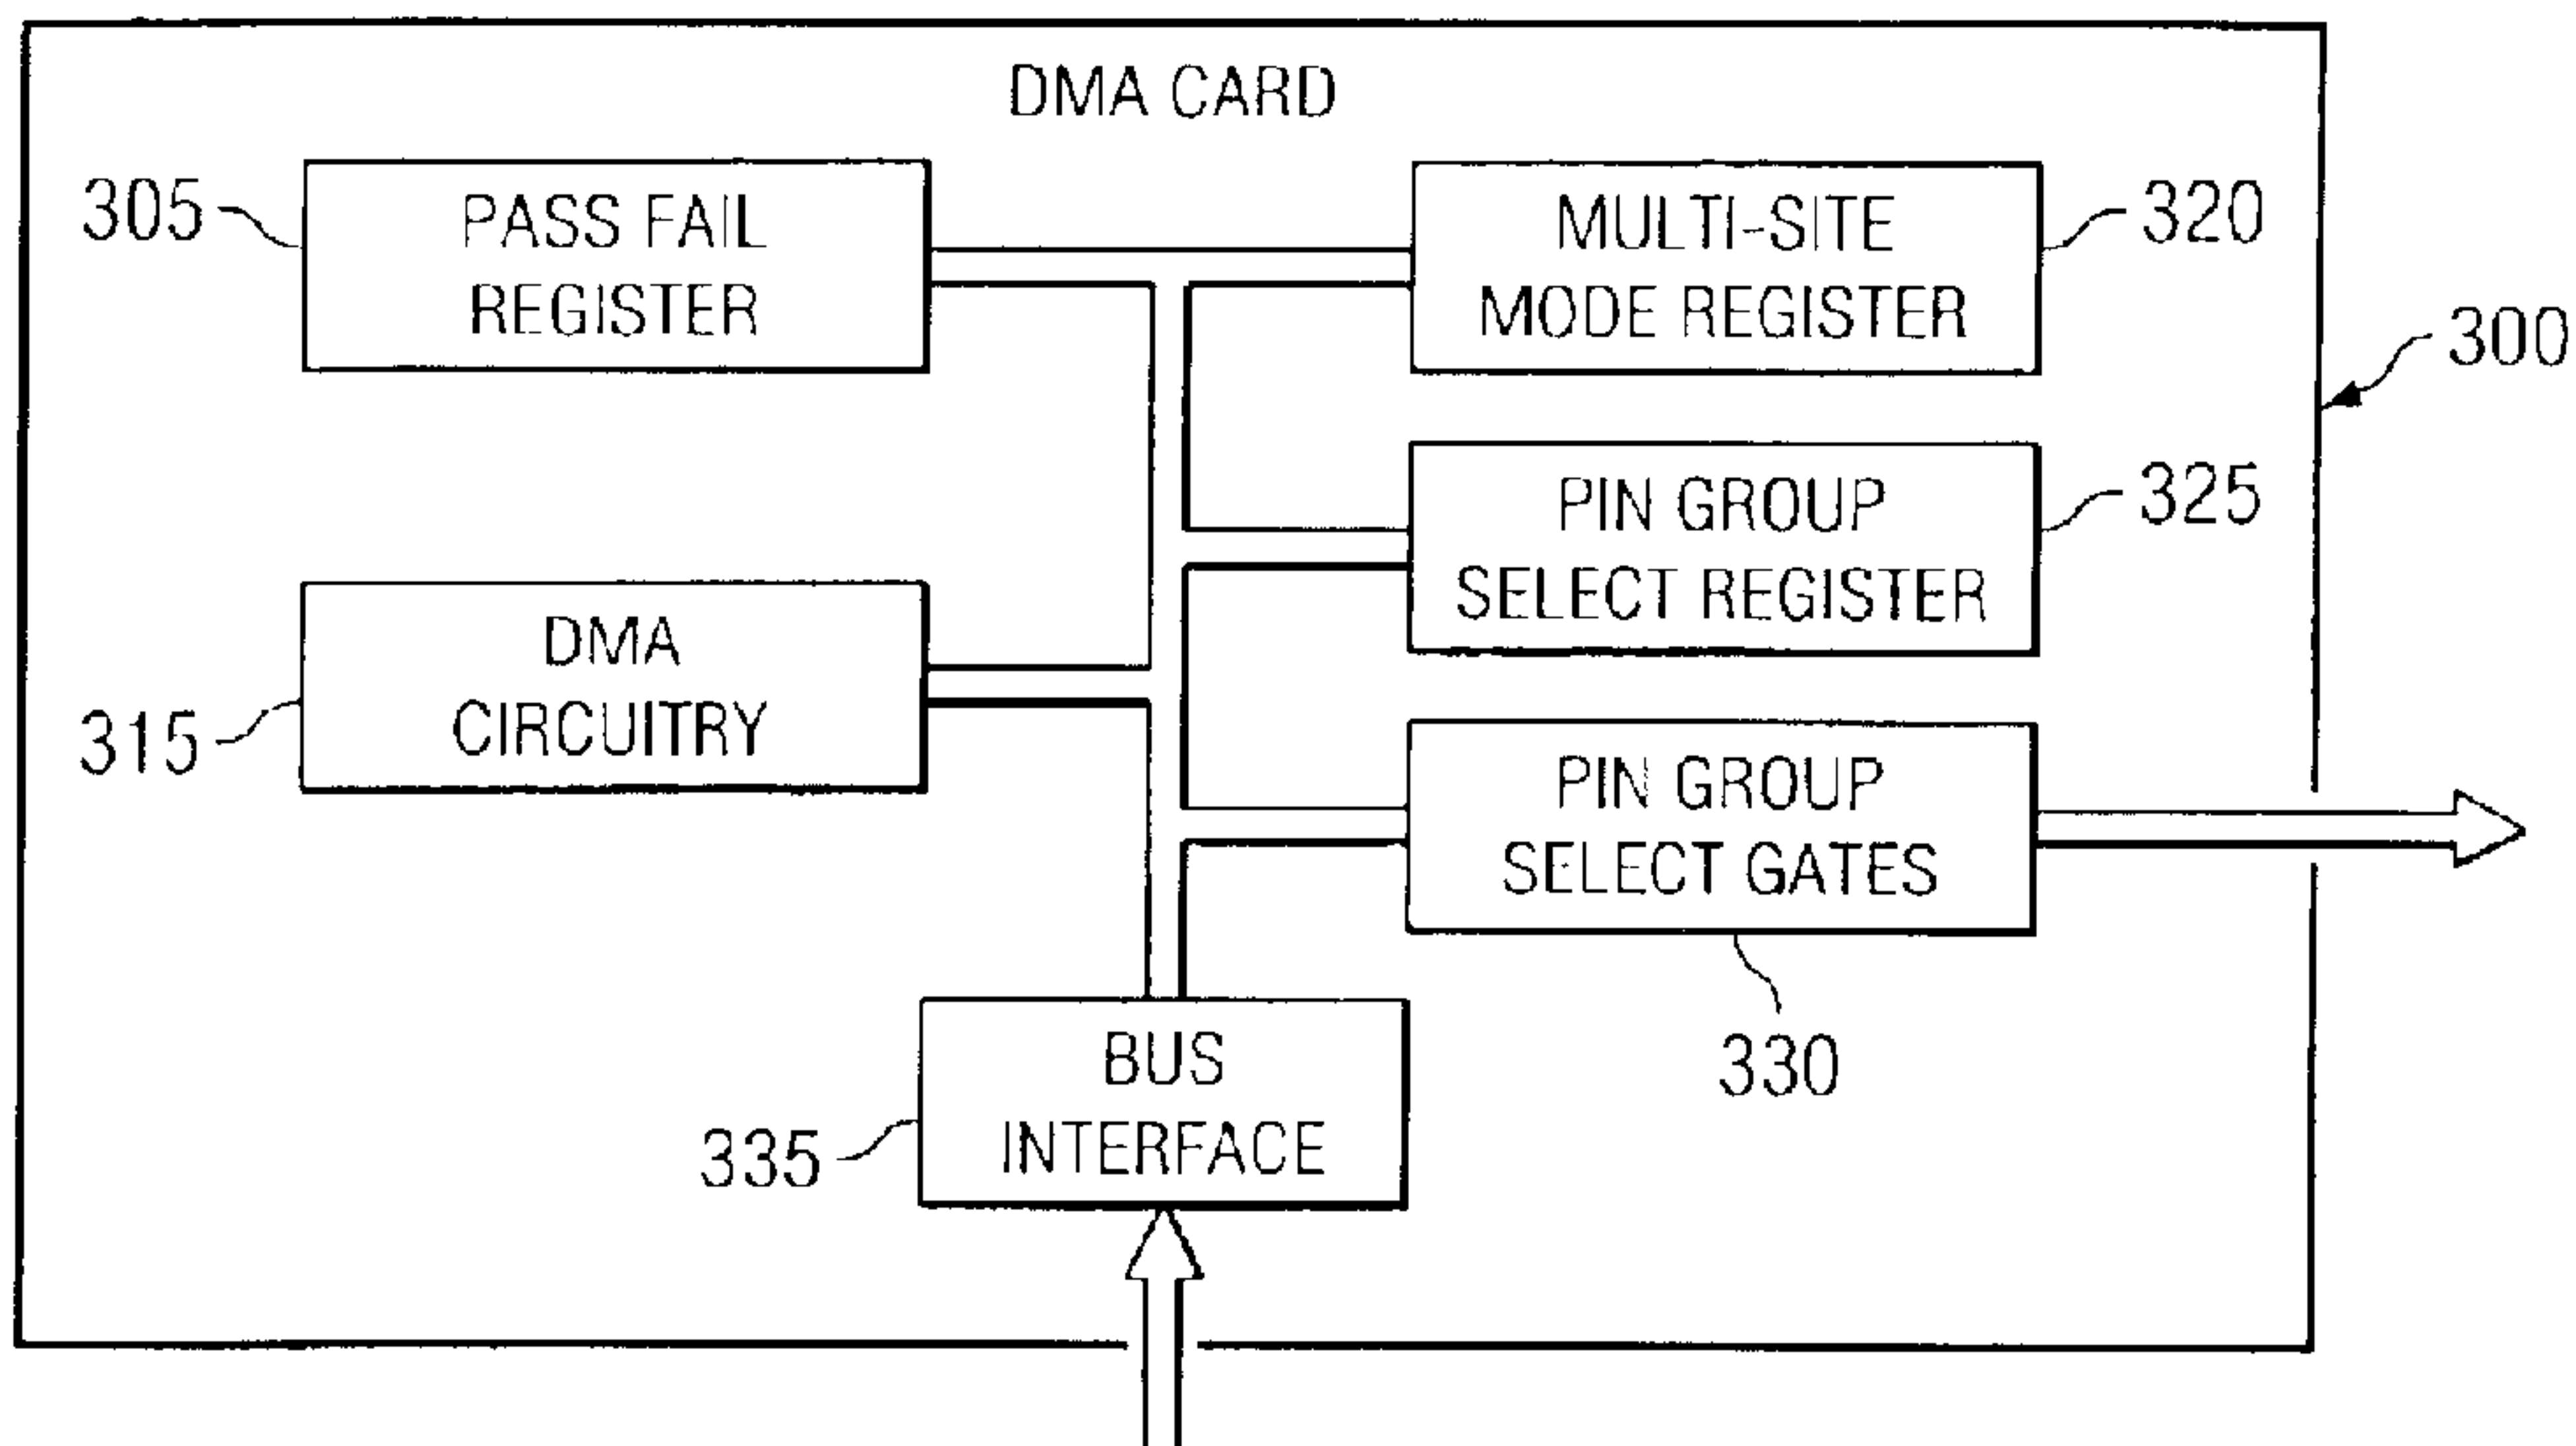 DMA CARD
305
PASS FAIL
REGISTER
MULTI-SITE
MODE REGISTER
320
300
PIN GROUP
SELECT REGISTER
325
DMA
CIRCUITRY
315
PIN GROUP
SELECT GATES
330
BUS
INTERFACE
335